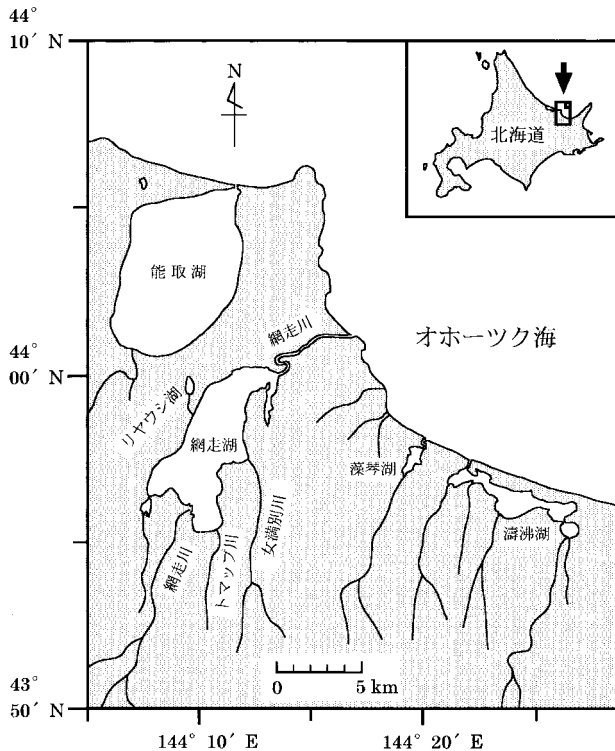 44°
10′ N
N
北海道
能取湖
網走川
オホーツク海
44°
00′ N
リヤウシ湖
網走湖
藻琴湖
濤沸湖
網走川
トマップ川
女満別川
0 5 km
43°
50′ N
144° 10′ E
144° 20′ E